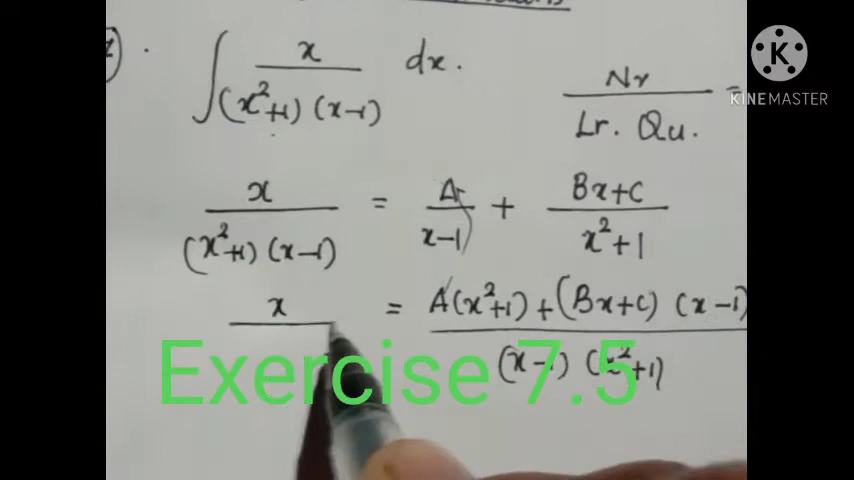 ∫ x / (x²+1) (x-1) dx.
Nr / Lr. Qu. =
KINEMASTER
x / (x²+1) (x-1) = A / x-1 + Bx+C / x²+1
x = A(x²+1) + (Bx+C) (x-1) / (x-1) (x²+1)
Exercise 7.5